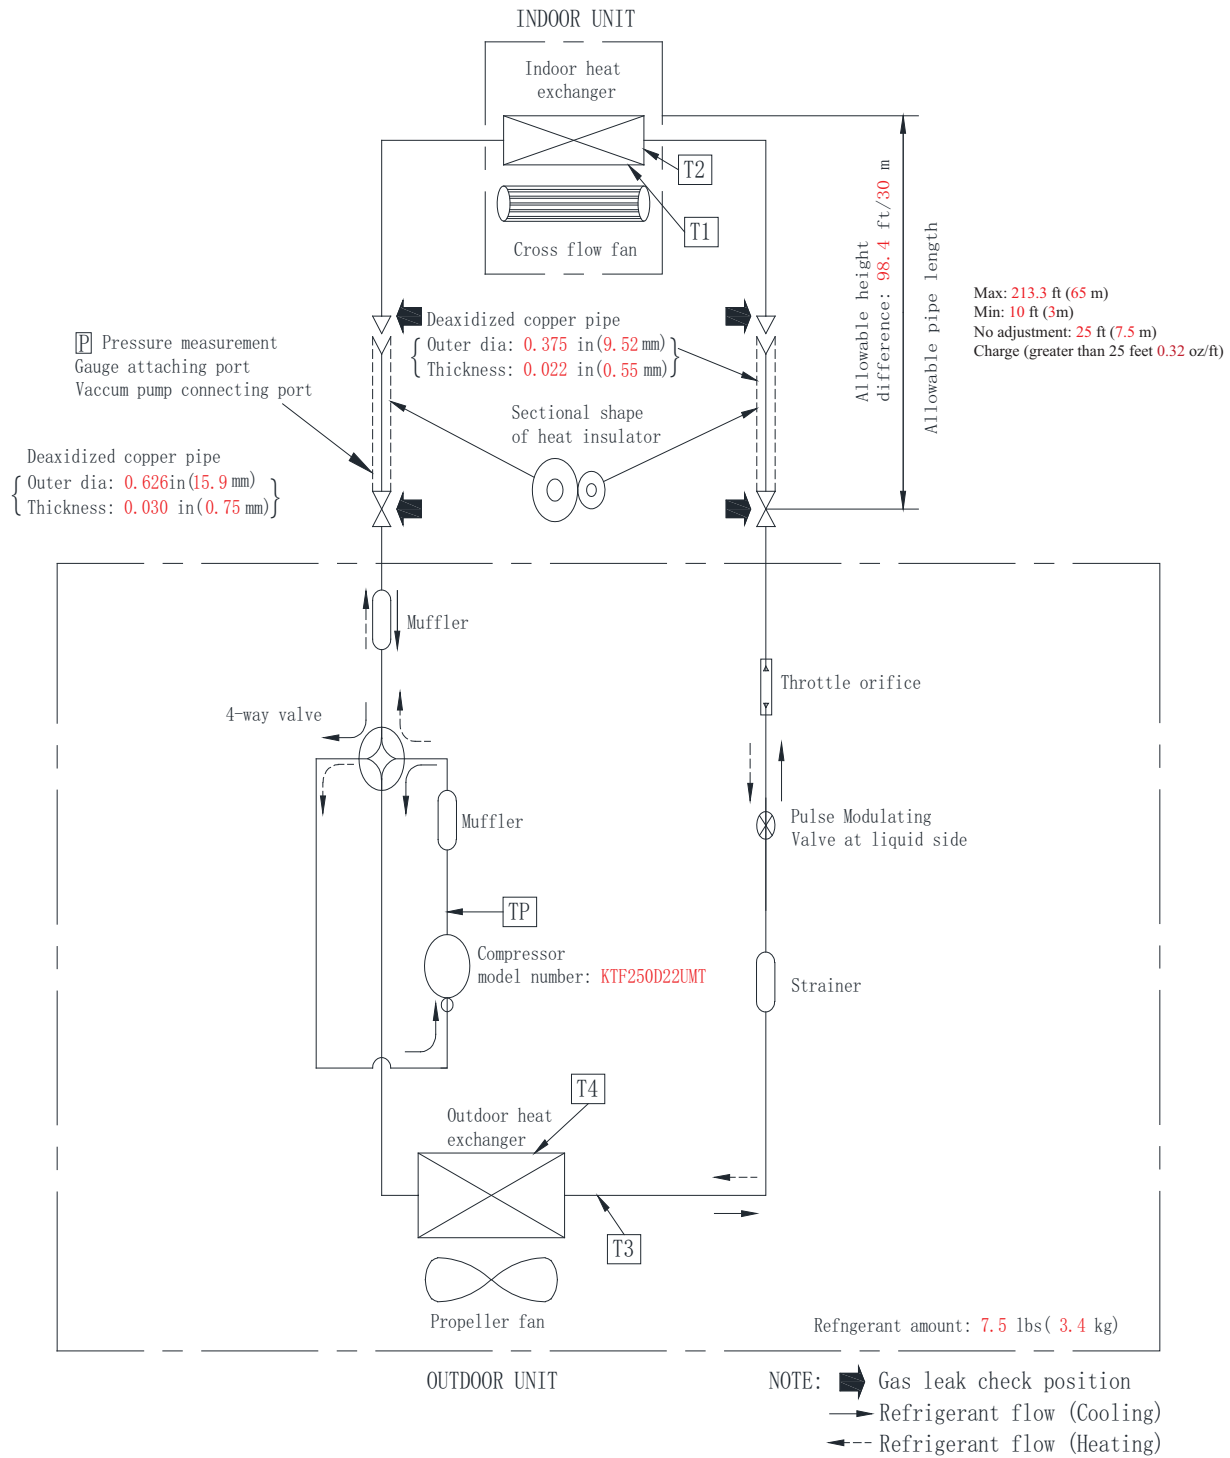 INDOOR UNIT
Indoor heat
exchanger
T2
T1
Cross flow fan
Allowable height
difference: 98.4 ft/30 m
Allowable pipe length
Max: 213.3 ft (65 m)
Min: 10 ft (3m)
No adjustment: 25 ft (7.5 m)
Charge (greater than 25 feet 0.32 oz/ft)
Deaxidized copper pipe
Outer dia: 0.375 in(9.52 mm)
Thickness: 0.022 in(0.55 mm)
P Pressure measurement
Gauge attaching port
Vaccum pump connecting port
Sectional shape
of heat insulator
Deaxidized copper pipe
Outer dia: 0.626in(15.9 mm)
Thickness: 0.030 in(0.75 mm)
Muffler
Throttle orifice
4-way valve
Muffler
Pulse Modulating
Valve at liquid side
TP
Compressor
model number: KTF250D22UMT
Strainer
T4
Outdoor heat
exchanger
T3
Propeller fan
Refngerant amount: 7.5 lbs( 3.4 kg)
OUTDOOR UNIT
NOTE: Gas leak check position
Refrigerant flow (Cooling)
Refrigerant flow (Heating)